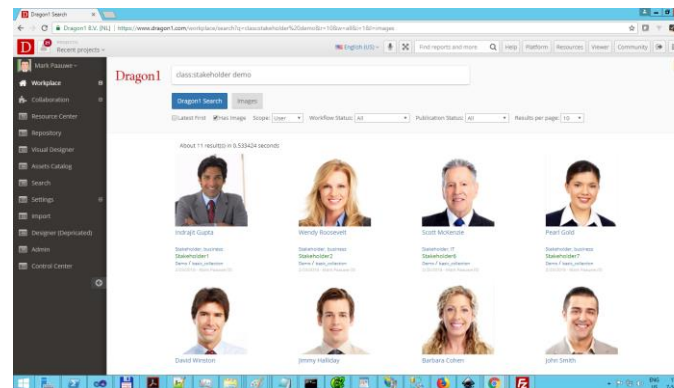 Dragon1 Search
Dragon1 B.V. [NL] | https://www.dragon1.com/workplace/search?q=class:stakeholder%20demo
D
Recent projects
English (US)
Find reports and more
Help
Platform
Resources
Viewer
Community
Mark Paauwe
Workplace
Collaboration
Resource Center
Repository
Visual Designer
Assets Catalog
Search
Settings
Import
Designer (Depricated)
Admin
Control Center
Dragon1
class:stakeholder demo
Dragon1 Search
Images
Latest First
Has Image
Scope: User
Workflow Status: All
Publication Status: All
Results per page: 10
About 11 result(s) in 0.533424 seconds
Indrajit Gupta
Stakeholder, business
Stakeholder1
Demo / basic_collection
Wendy Roosevelt
Stakeholder, business
Stakeholder2
Demo / basic_collection
Scott McKenzie
Stakeholder, IT
Stakeholder6
Demo / basic_collection
Pearl Gold
Stakeholder, business
Stakeholder7
Demo / basic_collection
David Winston
Jimmy Halliday
Barbara Cohen
John Smith
ENG